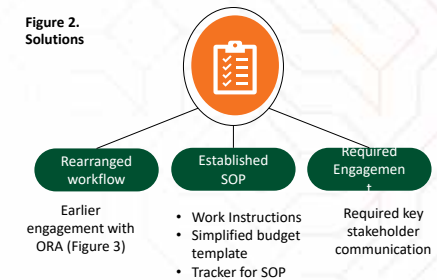 Figure 2.
Solutions
Rearranged
workflow
Established
SOP
Required
Engagemen
t
Earlier
engagement with
ORA (Figure 3)
• Work Instructions
• Simplified budget
template
• Tracker for SOP
Required key
stakeholder
communication